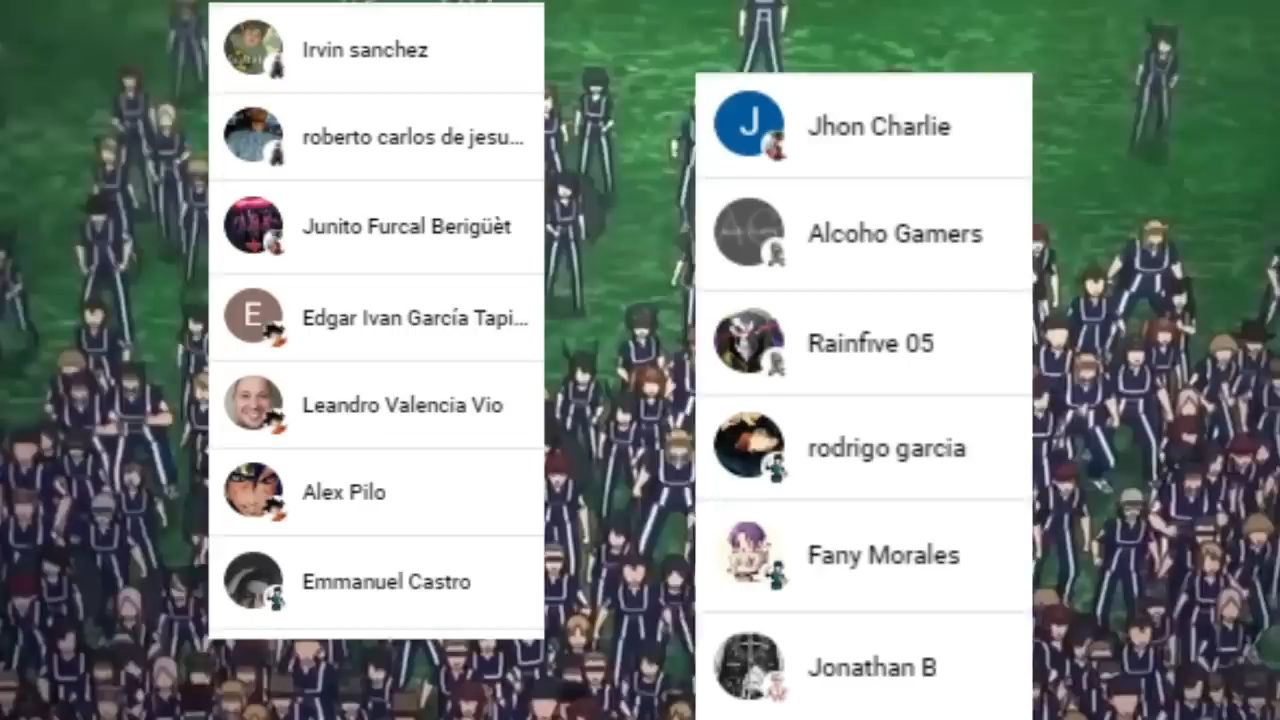 Irvin sanchez
roberto carlos de jesu...
Junito Furcal Berigüèt
E
Edgar Ivan García Tapi...
Leandro Valencia Vio
Alex Pilo
Emmanuel Castro
J
Jhon Charlie
Alcoho Gamers
Rainfive 05
rodrigo garcia
Fany Morales
Jonathan B